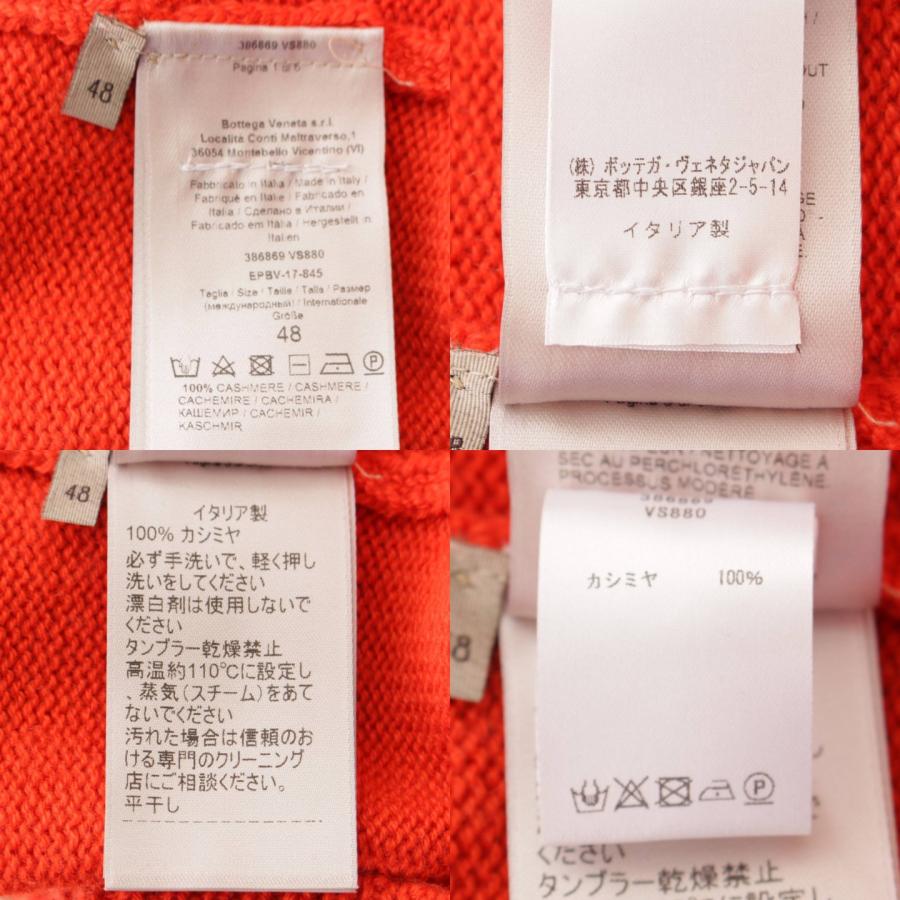 48
386869 VS880
Pagina 1 of 6
Bottega Veneta s.r.l.
Località Conti Maltraverso,1
36054 Montebello Vicentino (VI)
Fabbricato in Italia / Made in Italy /
Fabriqué en Italie / Fabricado en
Italia / Сделано в Италии /
Fabricado em Itália / Hergestellt in
Italien
386869 VS880
EPBV-17-845
Taglia / Size / Taille / Talla / Размер
(международный) / Internationale
Größe
48
P
100% CASHMERE / CASHMERE /
CACHEMIRE / CACHEMIRA /
КАШЕМИР / CACHEMIR /
KASCHMIR
OUT
(株) ボッテガ・ヴェネタジャパン
東京都中央区銀座2-5-14
イタリア製
48
イタリア製
100% カシミヤ
必ず手洗いで、軽く押し
洗いをしてください
漂白剤は使用しないで
ください
タンブラー乾燥禁止
高温約110℃に設定し
、蒸気(スチーム)をあて
ないでください
汚れた場合は信頼のお
ける専門のクリーニング
店にご相談ください。
平干し
NETTOYAGE À
SEC AU PERCHLORÉTHYLÈNE.
PROCESSUS MODÉRÉ
386869
VS880
カシミヤ 100%
P
8
ください
タンブラー乾燥禁止